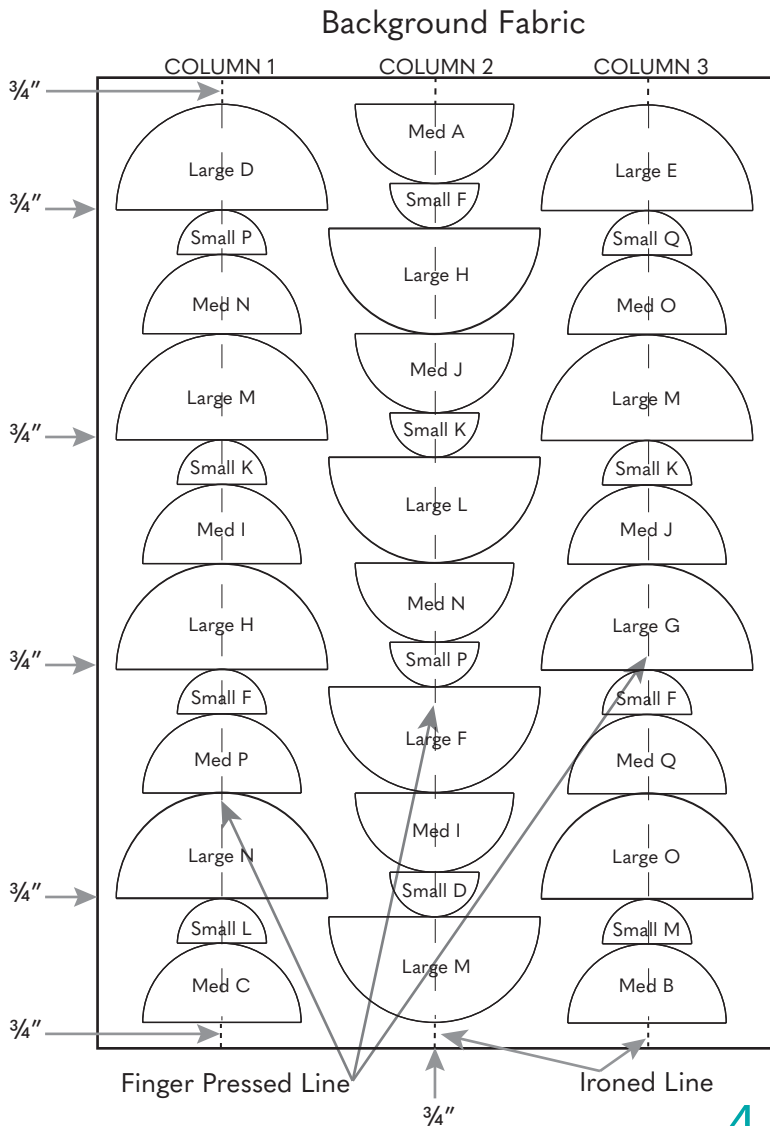 Background Fabric
COLUMN 1 COLUMN 2 COLUMN 3
¾"
Med A
Large D Large E
Small F
¾"
Small P Small Q
Large H
Med N Med O
Med J
Large M Large M
Small K
¾"
Small K Small K
Large L
Med I Med J
Med N
Large H Large G
Small P
¾"
Small F Small F
Large F
Med P Med Q
Med I
Large N Large O
Small D
¾"
Small L Small M
Large M
Med C Med B
¾"
Finger Pressed Line Ironed Line
¾"